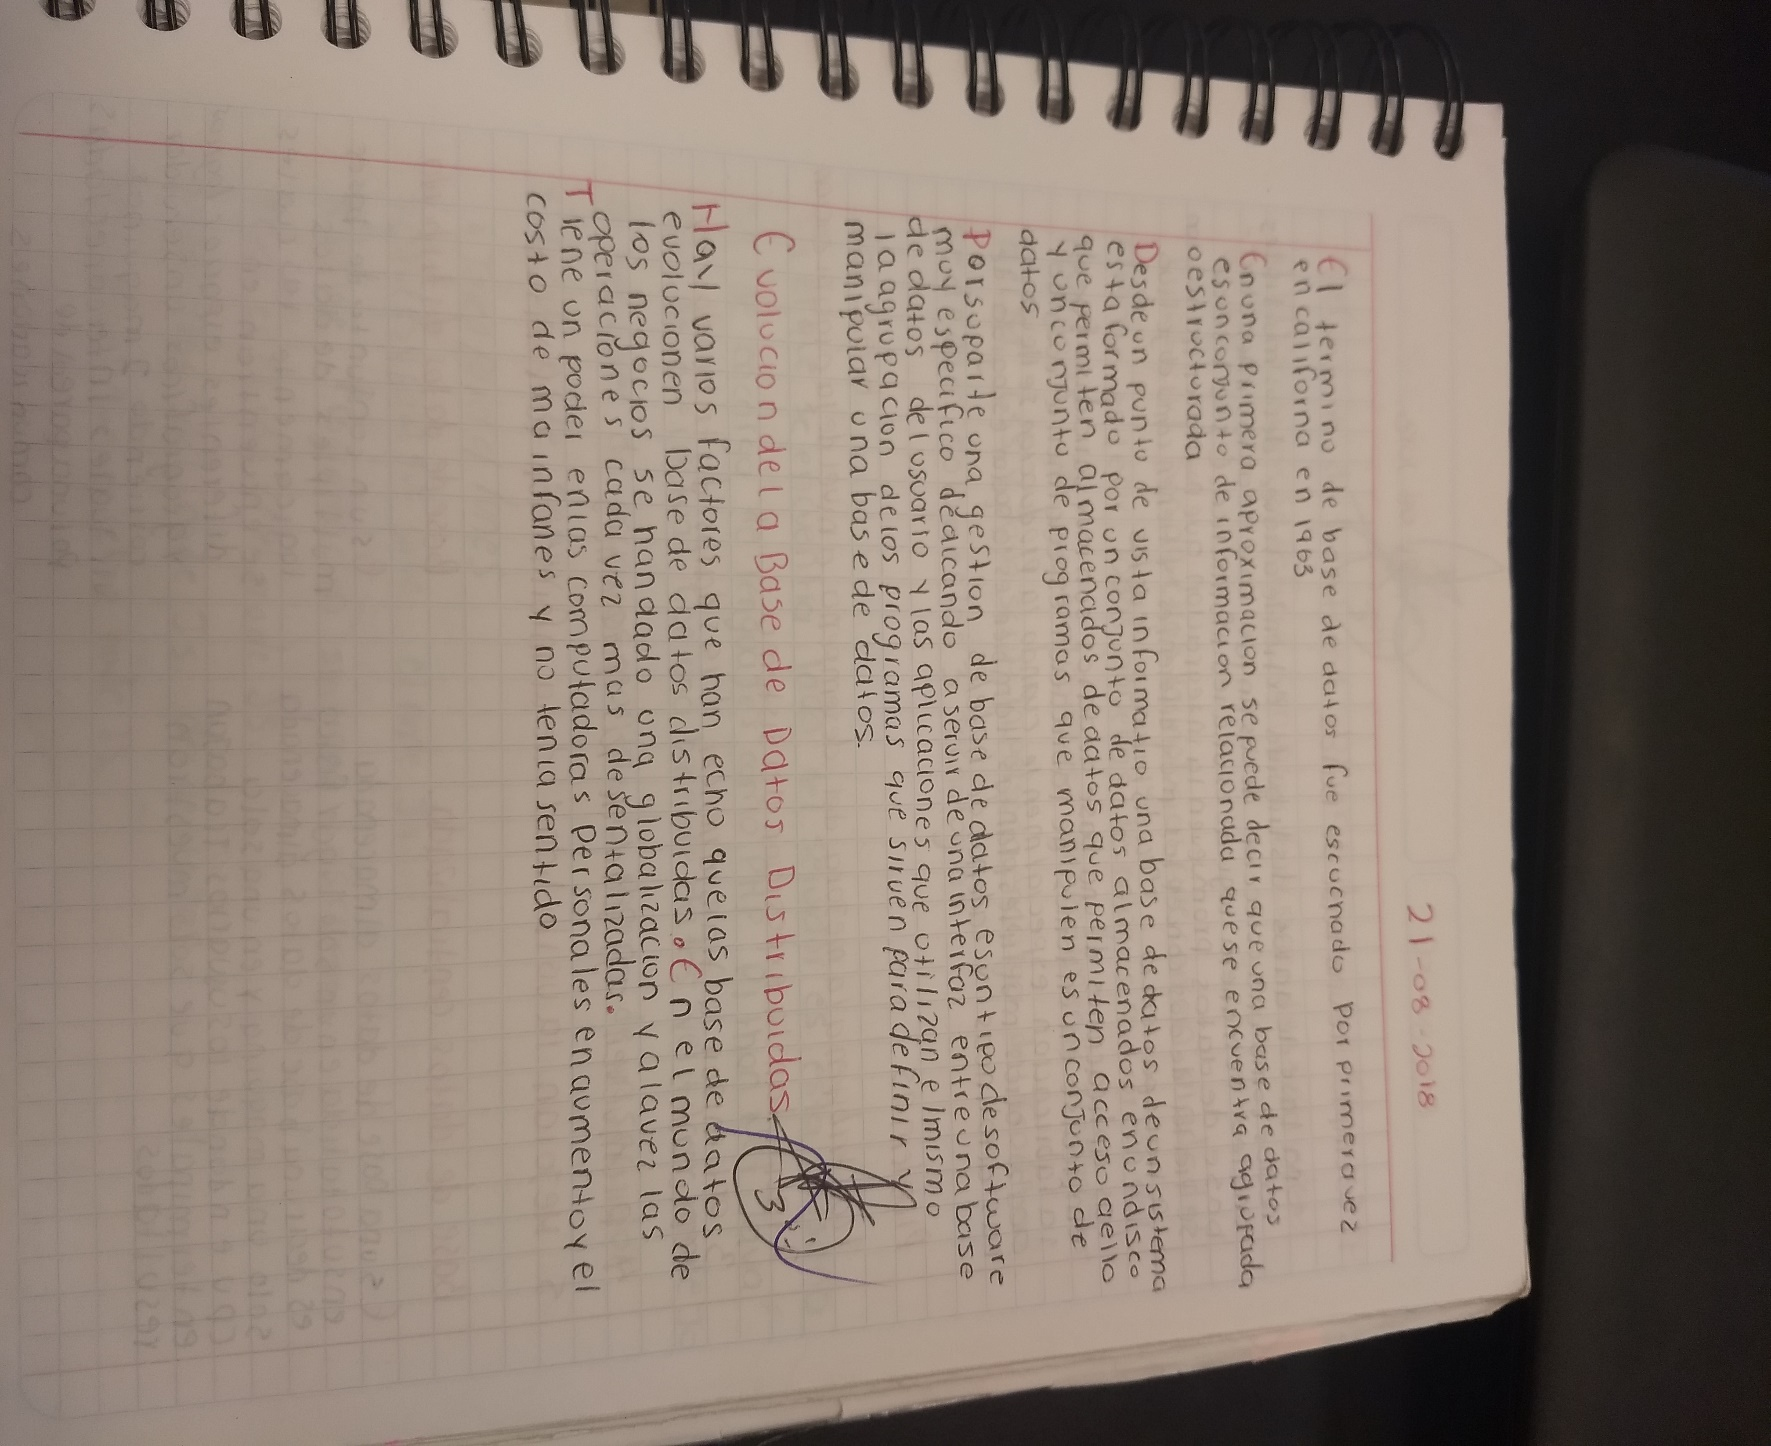 21-08-2018
El termino de base de datos fue escuchado por primera vez
en california en 1963
En una primera aproximacion se puede decir que una base de datos
es un conjunto de informacion relacionada que se encuentra agrupada
o estructurada
Desde un punto de vista informatio una base de datos de un sistema
esta formado por un conjunto de datos almacenados en un disco
que permiten almacenados de datos que permiten acceso aello
y un conjunto de programas que manipulen es un conjunto de
datos
Por su parte una gestion de base de datos es un tipo de software
muy especifico dedicando a servir de una interfaz entre una base
de datos del usuario y las aplicaciones que utilizan el mismo
la agrupacion de los programas que sirven para definir y
manipular una base de datos.
Evolucion de la Base de Datos Distribuidas.
Hay varios factores que han echo que las base de datos
evolucionen base de datos distribuidas. En el mundo de
los negocios se han dado una globalizacion y a la vez las
operaciones cada vez mas desentalizadas.
Tiene un poder en las computadoras personales en aumento y el
costo de mainfranes y no tenia sentido
3